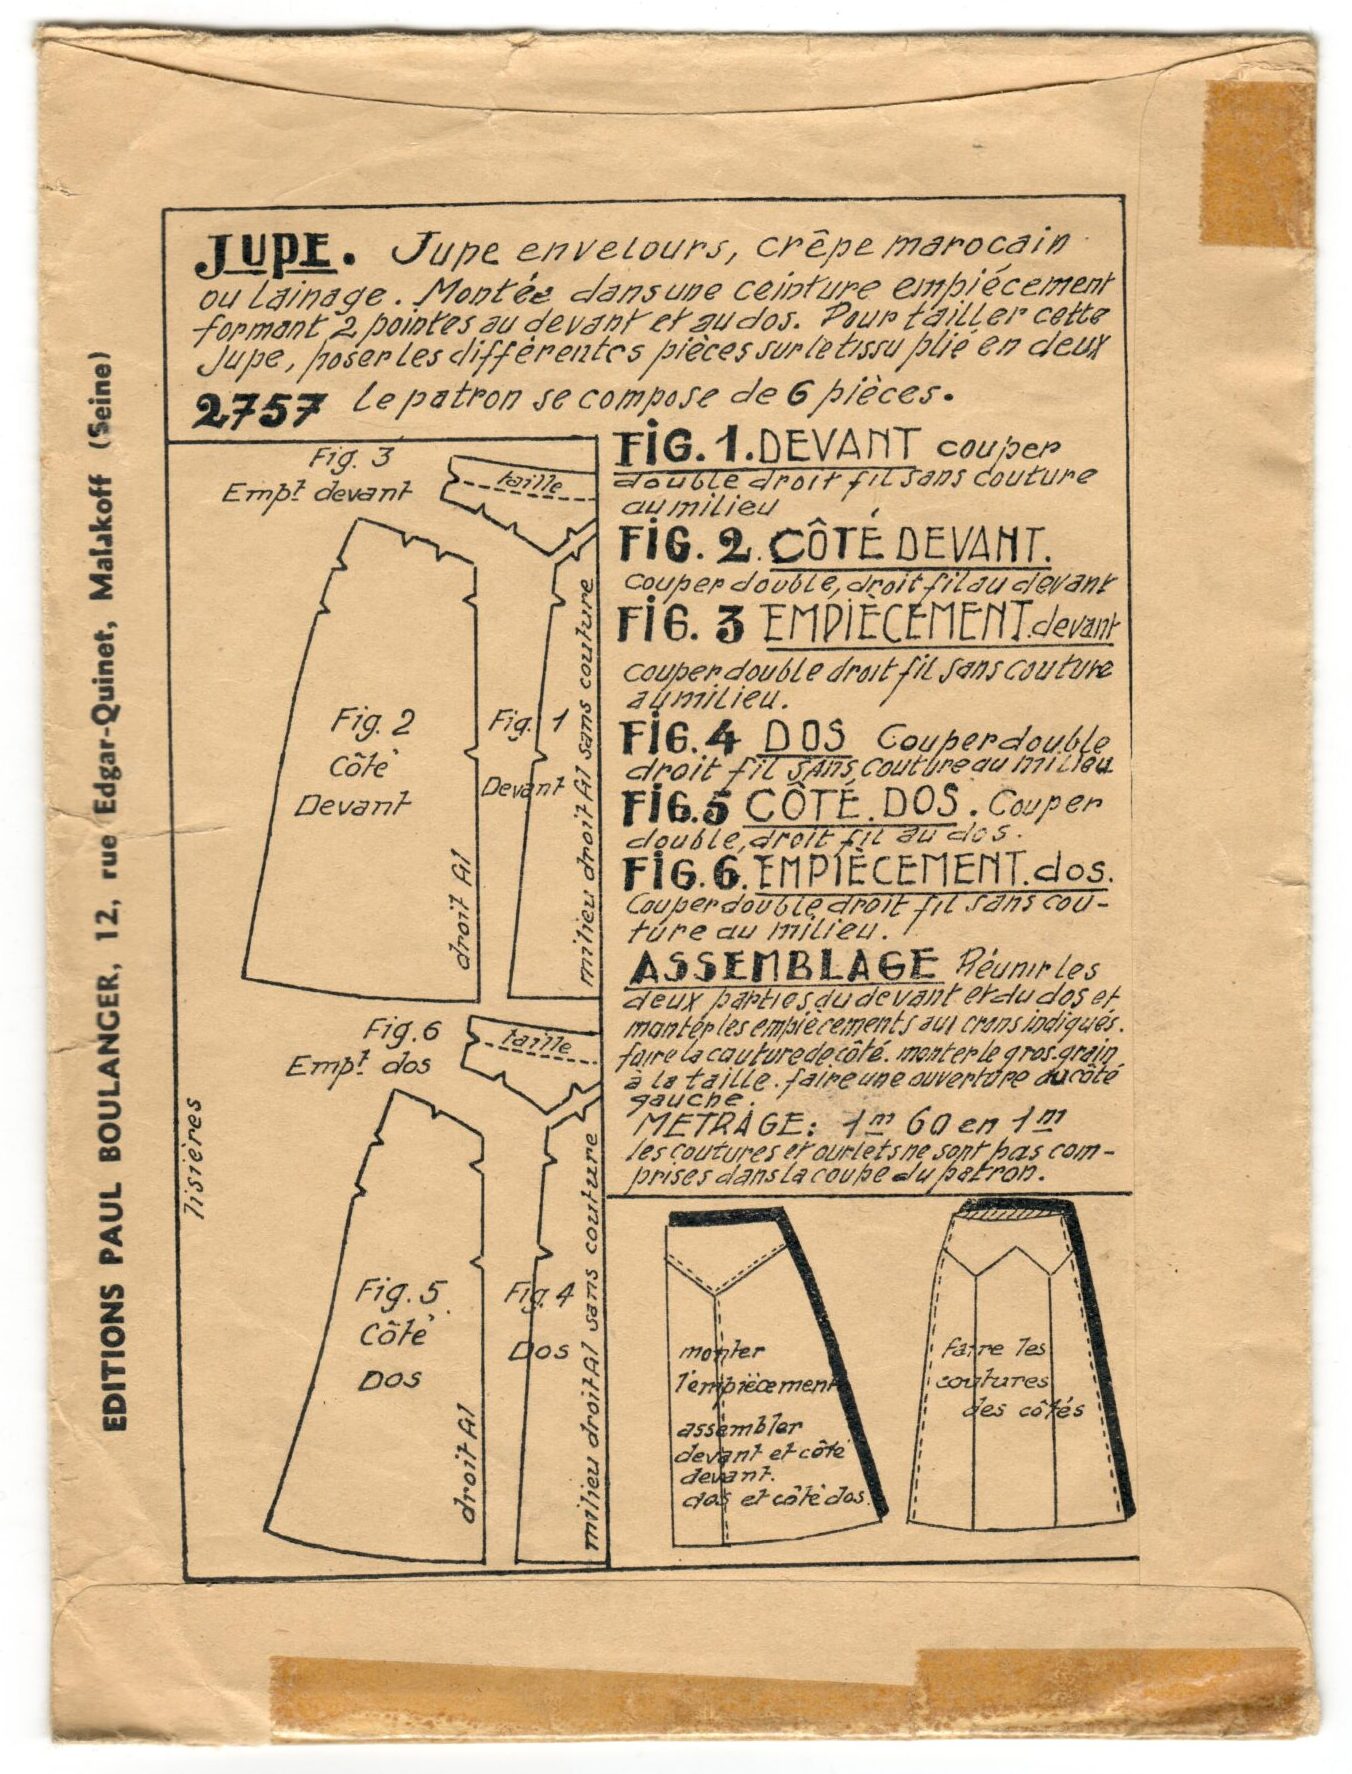 EDITIONS PAUL BOULANGER, 12, rue Edgar-Quinet, Malakoff (Seine)
JUPE. Jupe envelours, crêpe marocain
ou lainage. Montée dans une ceinture empiécement
formant 2 pointes au devant et au dos. Pour tailler cette
Jupe, poser les différentes pièces sur le tissu plié en deux
2757 Le patron se compose de 6 pièces.
Fig. 3
Empt devant
taille
Fig. 2
Côté
Devant
droit fil
Fig. 1
Devant
milieu droit fil sans couture
Fig. 6
Empt dos
taille
lisières
Fig. 5
Côté
Dos
droit fil
Fig. 4
Dos
milieu droit fil sans couture
FIG. 1. DEVANT couper
double droit fil sans couture
au milieu
FIG. 2. CÔTÉ DEVANT.
couper double, droit fil au devant
FIG. 3 EMPIÈCEMENT. devant
couper double droit fil sans couture
au milieu.
FIG. 4 DOS Couper double
droit fil sans couture au milieu
FIG. 5 CÔTÉ. DOS. Couper
double, droit fil au dos.
FIG. 6. EMPIÈCEMENT. dos.
Couper double droit fil sans cou-
ture au milieu.
ASSEMBLAGE Réunir les
deux parties du devant et du dos et
monter les empiècements aux crans indiqués.
faire la couture de côté. monter le gros-grain
à la taille. faire une ouverture du côté
gauche.
METRAGE: 1m 60 en 1m
les coutures et ourlets ne sont pas com-
prises dans la coupe du patron.
monter
l'empiècement
assembler
devant et côté
devant.
dos et côté dos.
faire les
coutures
des côtés